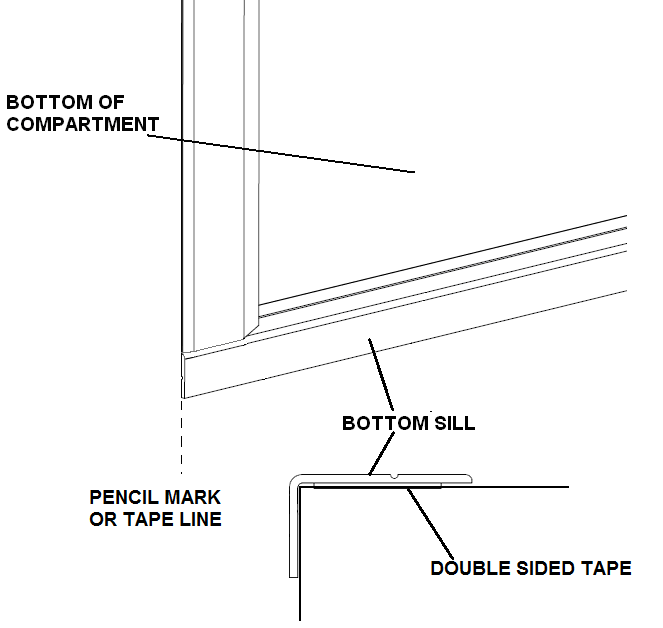 BOTTOM OF
COMPARTMENT
BOTTOM SILL
PENCIL MARK
OR TAPE LINE
DOUBLE SIDED TAPE